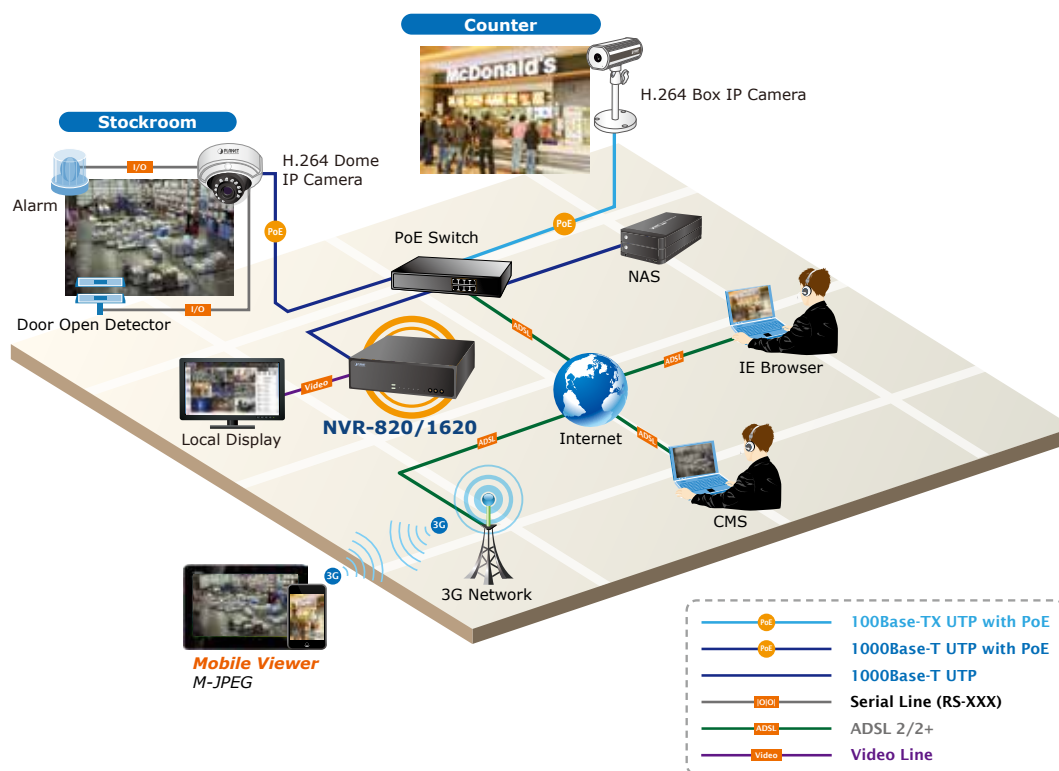 Counter
McDonald's
H.264 Box IP Camera
Stockroom
I/O
PLANET
H.264 Dome
IP Camera
Alarm
PoE
PoE
PoE Switch
NAS
I/O
Door Open Detector
ADSL
ADSL
IE Browser
Video
Local Display
NVR-820/1620
ADSL
Internet
ADSL
CMS
3G
3G
3G Network
Mobile Viewer
M-JPEG
PoE 100Base-TX UTP with PoE
PoE 1000Base-T UTP with PoE
1000Base-T UTP
|O|O| Serial Line (RS-XXX)
ADSL ADSL 2/2+
Video Video Line